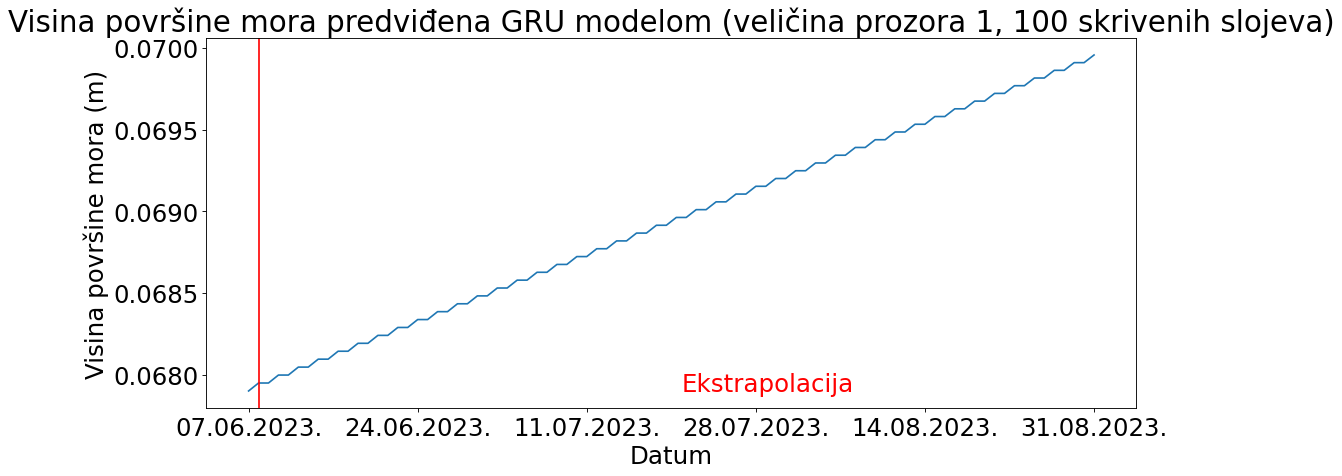 Visina površine mora predviđena GRU modelom (veličina prozora 1, 100 skrivenih slojeva)
Visina površine mora (m)
0.0700
0.0695
0.0690
0.0685
0.0680
Ekstrapolacija
07.06.2023. 24.06.2023. 11.07.2023. 28.07.2023. 14.08.2023. 31.08.2023.
Datum